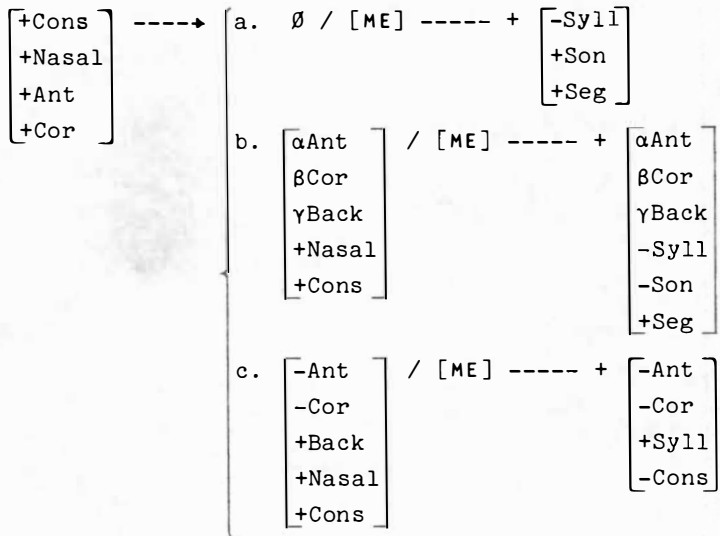 +Cons -----→ a. Ø / [ME] ----- + -Syll
+Nasal +Son
+Ant +Seg
+Cor
b. αAnt / [ME] ----- + αAnt
βCor βCor
γBack γBack
+Nasal -Syll
+Cons -Son
+Seg
c. -Ant / [ME] ----- + -Ant
-Cor -Cor
+Back +Syll
+Nasal -Cons
+Cons